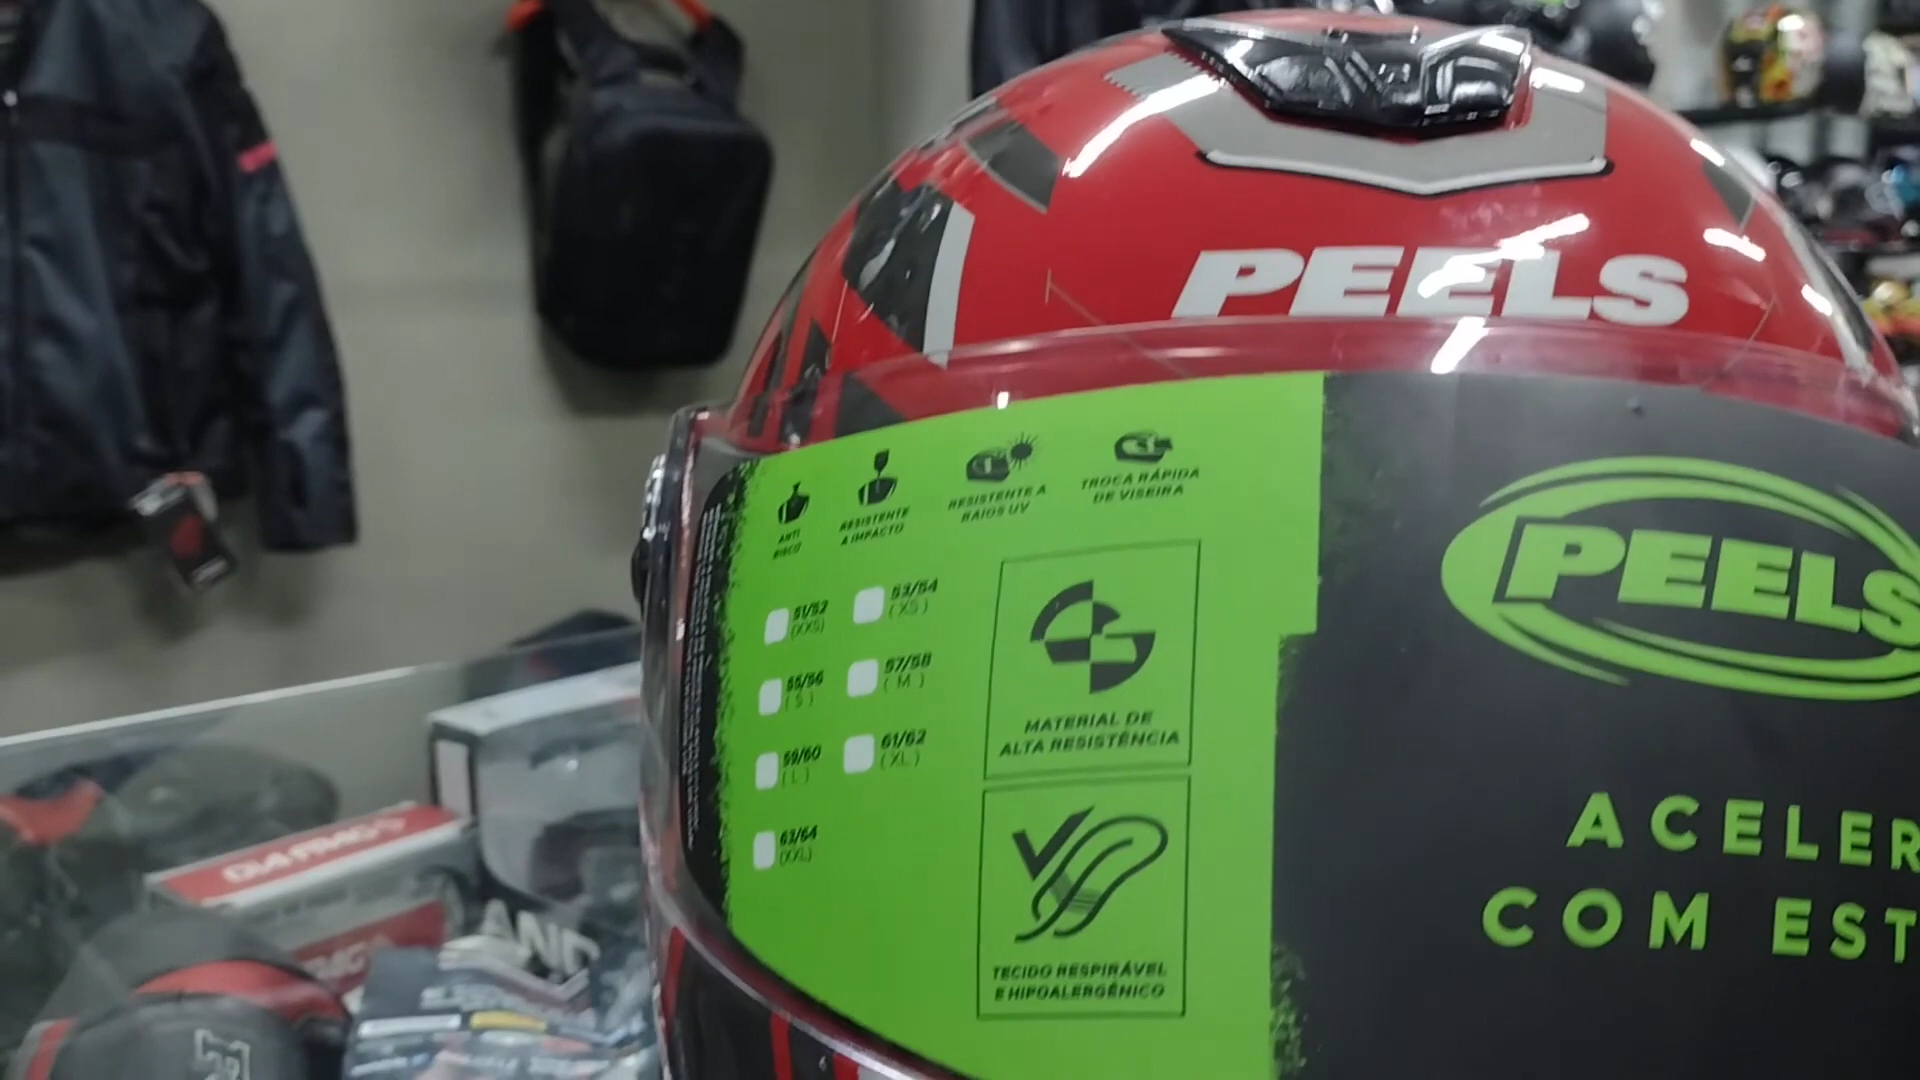 PEELS
ANTI
RISCO
RESISTENTE
A IMPACTO
RESISTENTE A
RAIOS UV
TROCA RÁPIDA
DE VISEIRA
51/52
(XXS)
53/54
(XS)
55/56
(S)
57/58
(M)
59/60
(L)
61/62
(XL)
63/64
(XXL)
MATERIAL DE
ALTA RESISTÊNCIA
TECIDO RESPIRÁVEL
E HIPOALERGÊNICO
PEELS
ACELER
COM EST